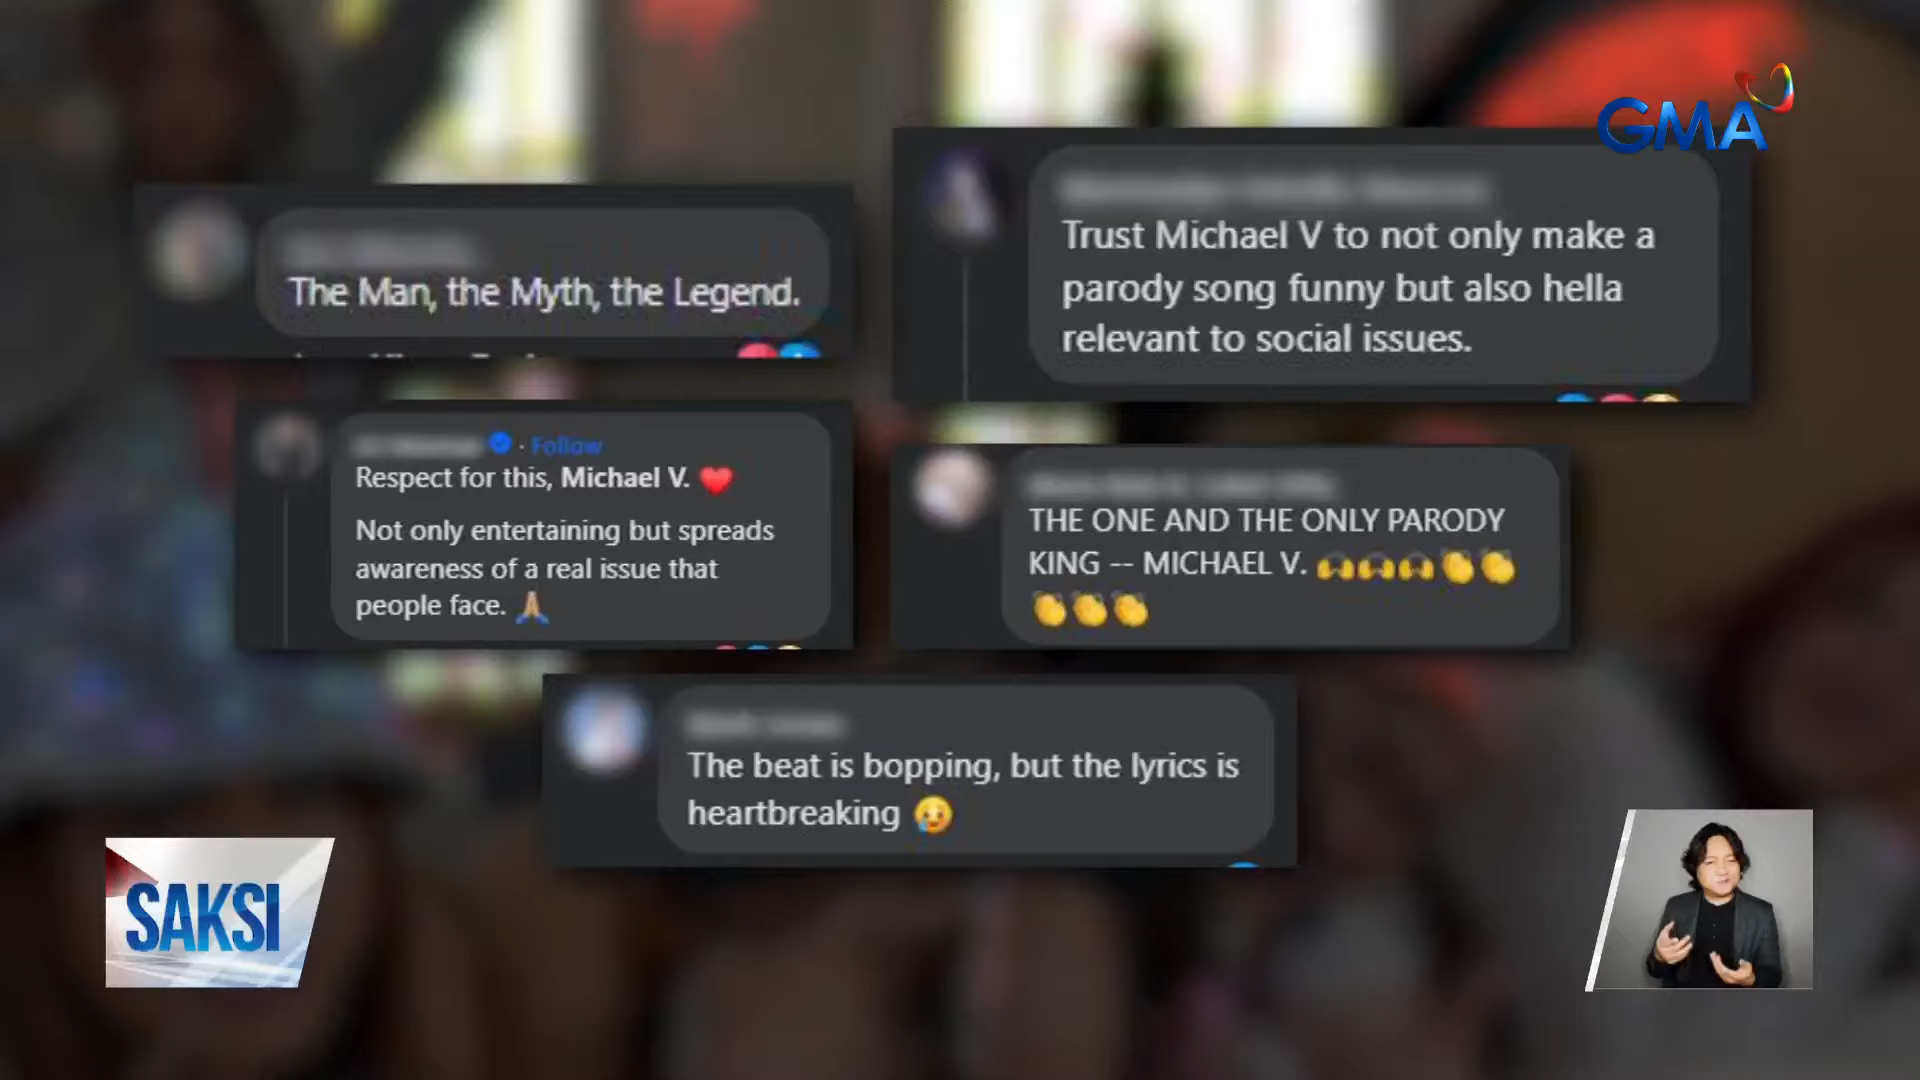 GMA
The Man, the Myth, the Legend.
Trust Michael V to not only make a
parody song funny but also hella
relevant to social issues.
· Follow
Respect for this, Michael V. ❤️
Not only entertaining but spreads
awareness of a real issue that
people face. 🙏
THE ONE AND THE ONLY PARODY
KING -- MICHAEL V. 🙌🙌🙌👏👏
👏👏👏
The beat is bopping, but the lyrics is
heartbreaking 😢
SAKSI